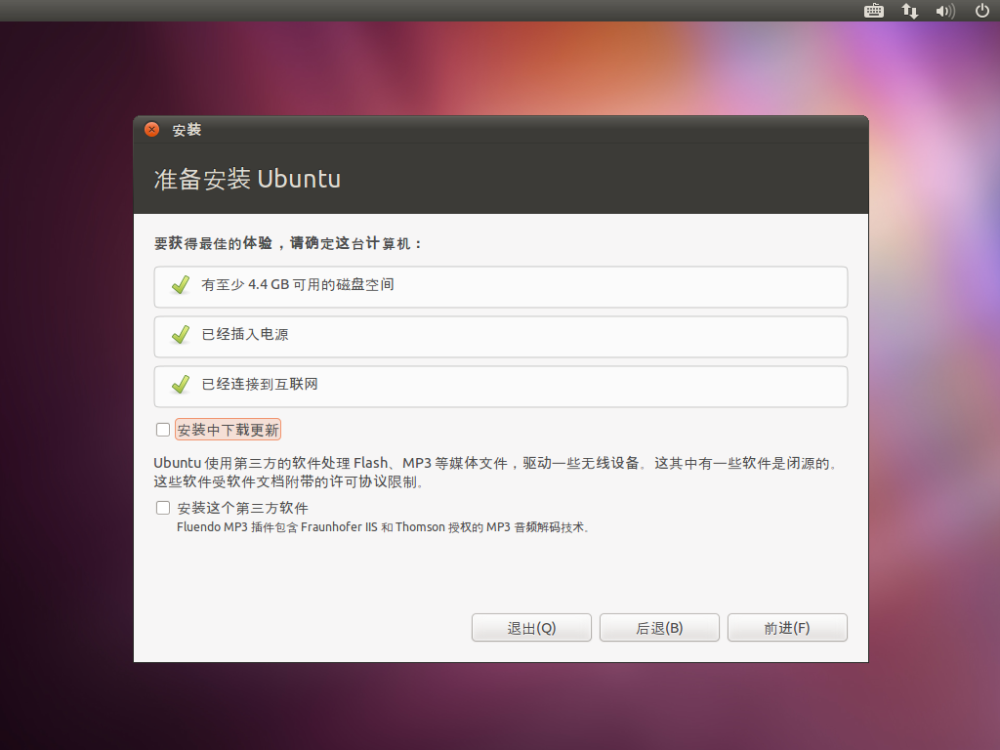 安装
准备安装 Ubuntu
要获得最佳的体验，请确定这台计算机：
有至少 4.4 GB 可用的磁盘空间
已经插入电源
已经连接到互联网
安装中下载更新
Ubuntu 使用第三方的软件处理 Flash、MP3 等媒体文件，驱动一些无线设备。这其中有一些软件是闭源的。
这些软件受软件文档附带的许可协议限制。
安装这个第三方软件
Fluendo MP3 插件包含 Fraunhofer IIS 和 Thomson 授权的 MP3 音频解码技术。
退出(Q) 后退(B) 前进(F)